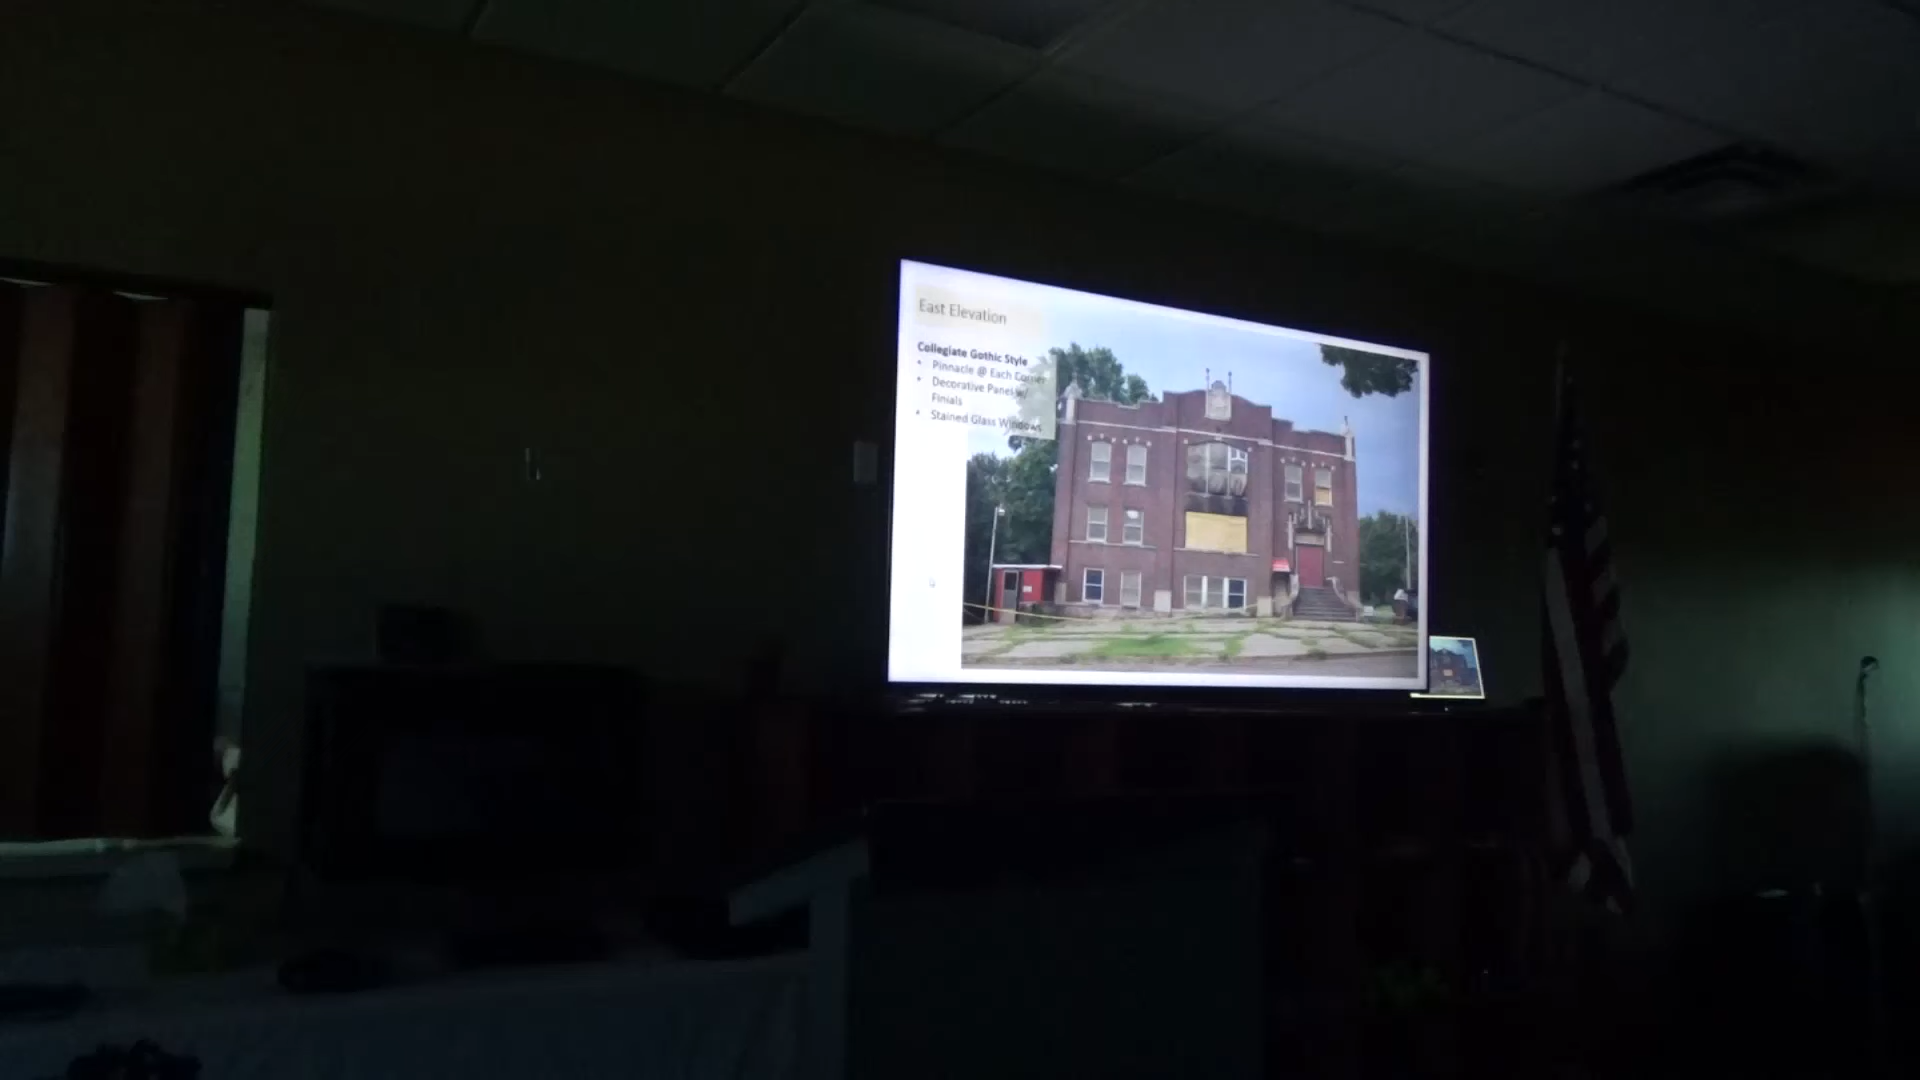 East Elevation
Collegiate Gothic Style
• Pinnacle @ Each Corner
• Decorative Panel w/
Finials
• Stained Glass Windows